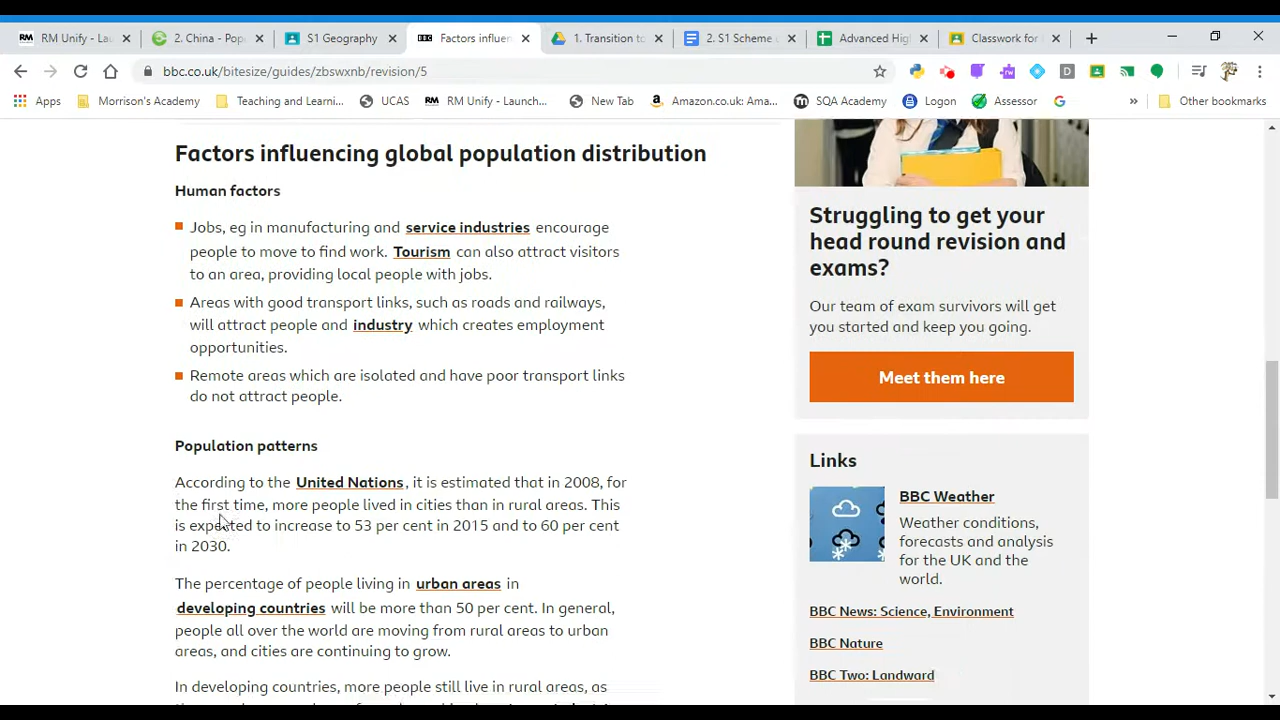 RM Unify - Lau
2. China - Pop
S1 Geography
Factors influen
1. Transition to
2. S1 Scheme o
Advanced High
Classwork for
bbc.co.uk/bitesize/guides/zbswxnb/revision/5
Apps
Morrison's Academy
Teaching and Learni...
UCAS
RM Unify - Launch...
New Tab
Amazon.co.uk: Ama...
SQA Academy
Logon
Assessor
»
Other bookmarks
Factors influencing global population distribution
Human factors
Jobs, eg in manufacturing and service industries encourage
people to move to find work. Tourism can also attract visitors
to an area, providing local people with jobs.
Areas with good transport links, such as roads and railways,
will attract people and industry which creates employment
opportunities.
Remote areas which are isolated and have poor transport links
do not attract people.
Population patterns
According to the United Nations, it is estimated that in 2008, for
the first time, more people lived in cities than in rural areas. This
is expected to increase to 53 per cent in 2015 and to 60 per cent
in 2030.
The percentage of people living in urban areas in
developing countries will be more than 50 per cent. In general,
people all over the world are moving from rural areas to urban
areas, and cities are continuing to grow.
In developing countries, more people still live in rural areas, as
Struggling to get your
head round revision and
exams?
Our team of exam survivors will get
you started and keep you going.
Meet them here
Links
BBC Weather
Weather conditions,
forecasts and analysis
for the UK and the
world.
BBC News: Science, Environment
BBC Nature
BBC Two: Landward